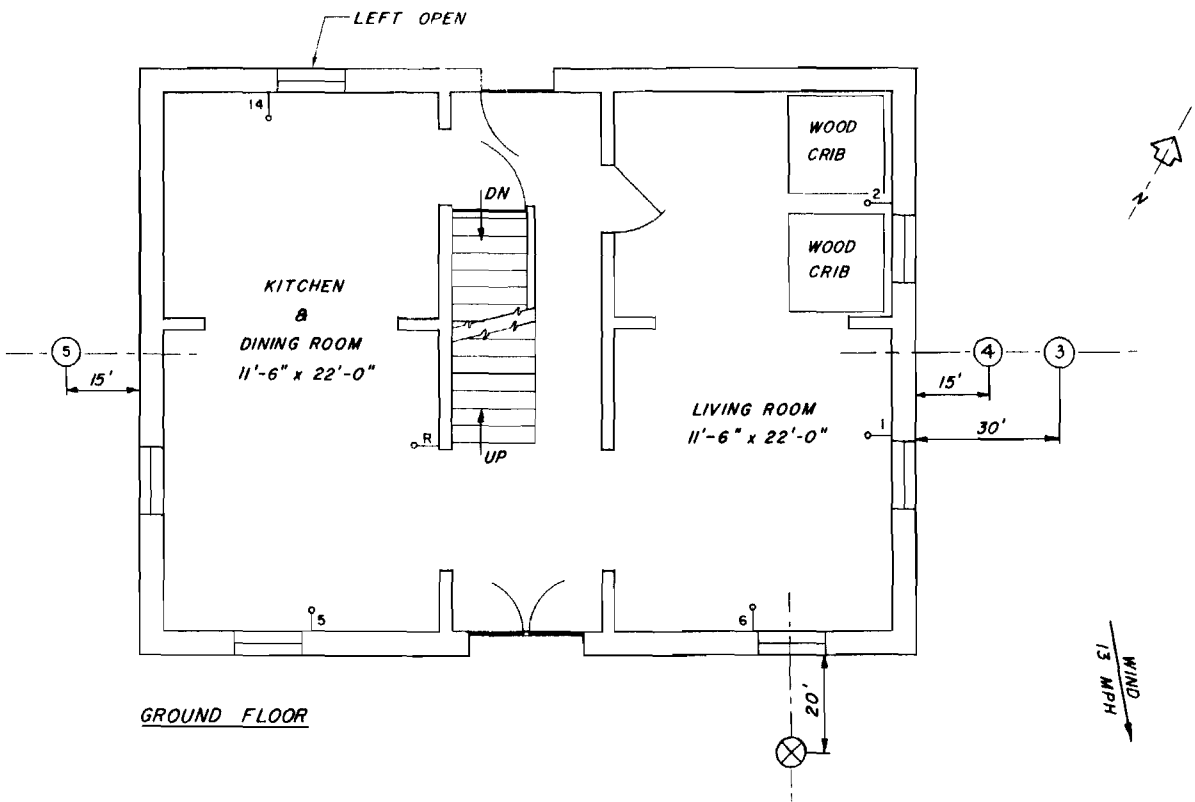 LEFT OPEN
14
WOOD
CRIB
2
N
DN
WOOD
CRIB
KITCHEN
&
DINING ROOM
11'-6" x 22'-0"
5
15'
4
3
15'
30'
LIVING ROOM
11'-6" x 22'-0"
1
R
UP
5
6
20'
WIND
13 MPH
GROUND FLOOR